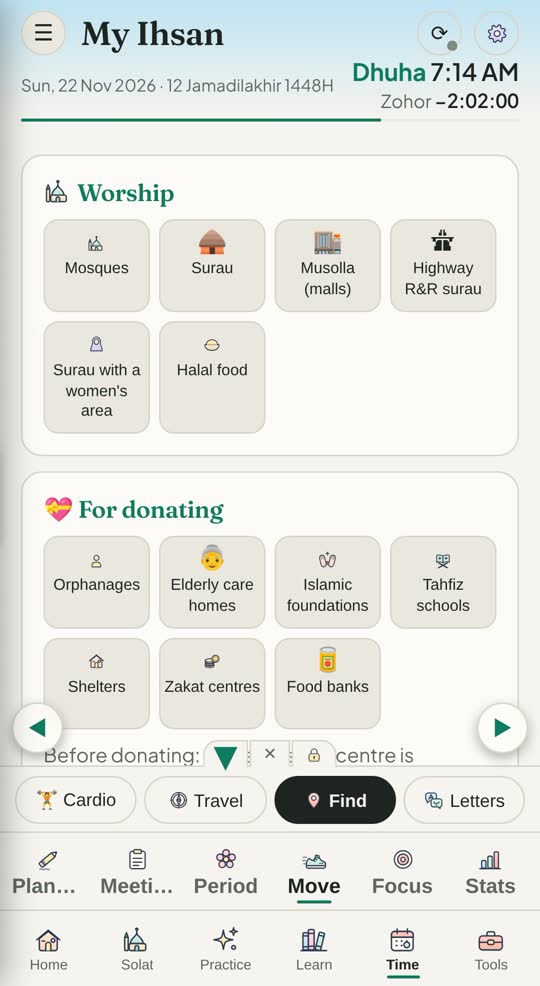 My Ihsan
Sun, 22 Nov 2026 · 12 Jamadilakhir 1448H
Dhuha 7:14 AM
Zohor −2:02:00
Worship
Mosques
Surau
Musolla
(malls)
Highway
R&R surau
Surau with a
women's
area
Halal food
For donating
Orphanages
Elderly care
homes
Islamic
foundations
Tahfiz
schools
Shelters
Zakat centres
Food banks
Before donating:
centre is
Cardio
Travel
Find
Letters
Plan...
Meeti...
Period
Move
Focus
Stats
Home
Solat
Practice
Learn
Time
Tools